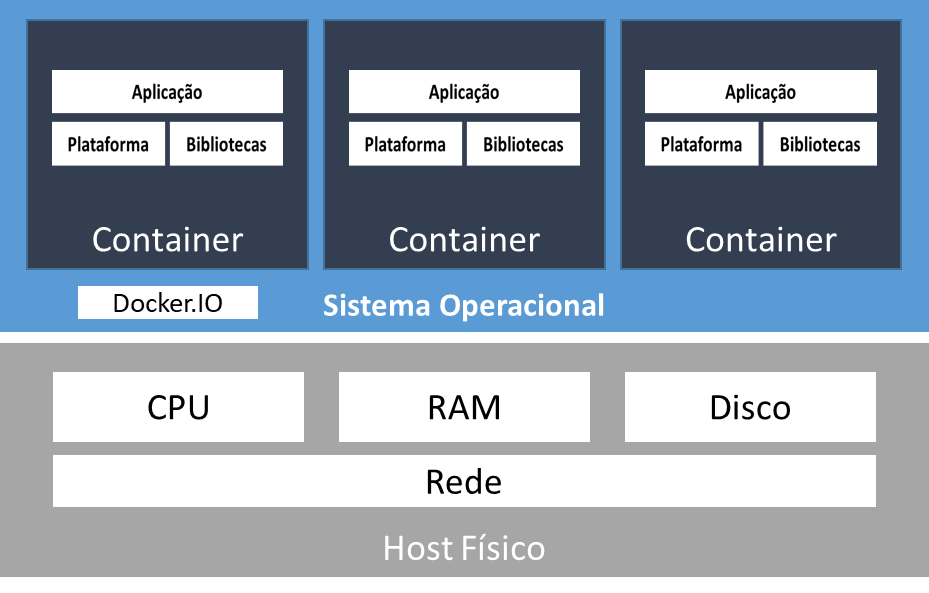 Aplicação
Plataforma
Bibliotecas
Container
Aplicação
Plataforma
Bibliotecas
Container
Aplicação
Plataforma
Bibliotecas
Container
Docker.IO
Sistema Operacional
CPU
RAM
Disco
Rede
Host Físico